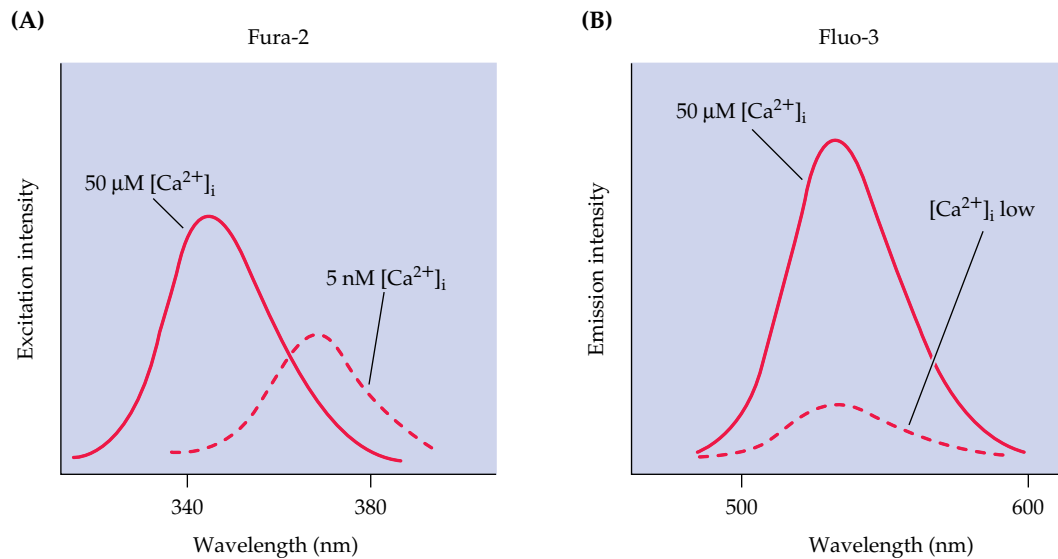 (A)
Fura-2
50 µM [Ca²⁺]ᵢ
5 nM [Ca²⁺]ᵢ
Excitation intensity
340
380
Wavelength (nm)
(B)
Fluo-3
50 µM [Ca²⁺]ᵢ
[Ca²⁺]ᵢ low
Emission intensity
500
600
Wavelength (nm)